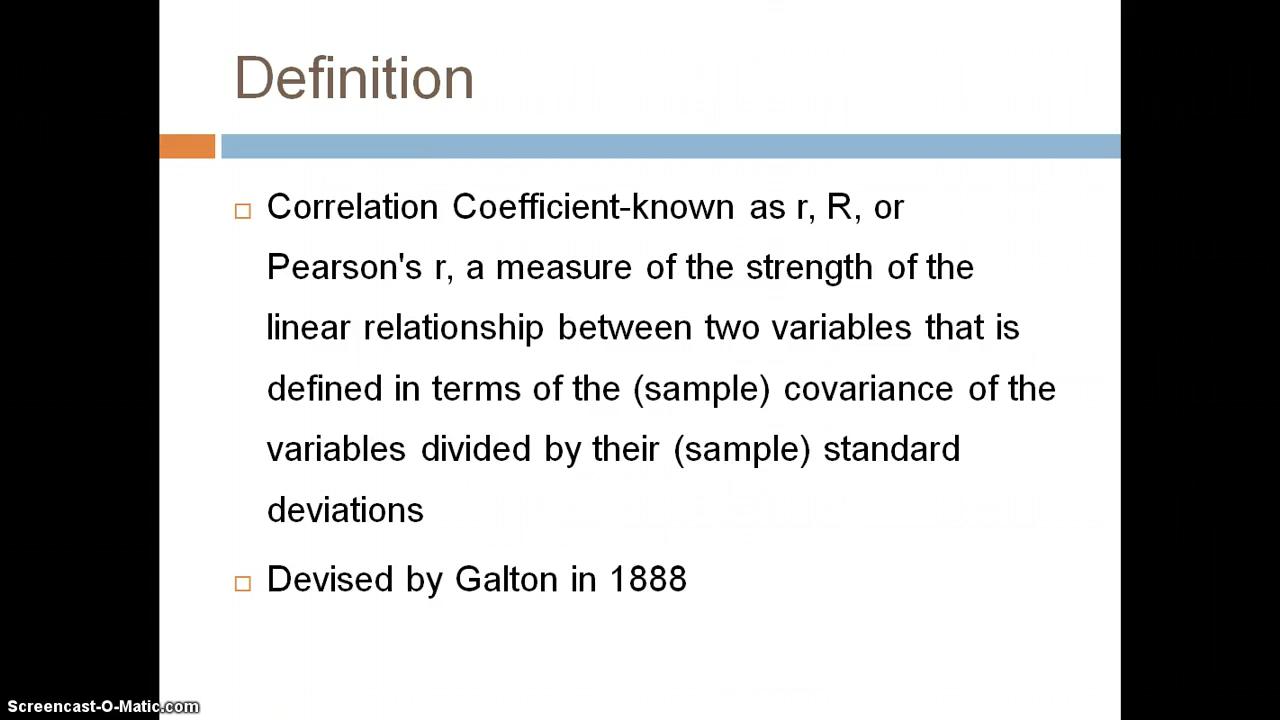 Definition
Correlation Coefficient-known as r, R, or
Pearson's r, a measure of the strength of the
linear relationship between two variables that is
defined in terms of the (sample) covariance of the
variables divided by their (sample) standard
deviations
Devised by Galton in 1888
Screencast-O-Matic.com